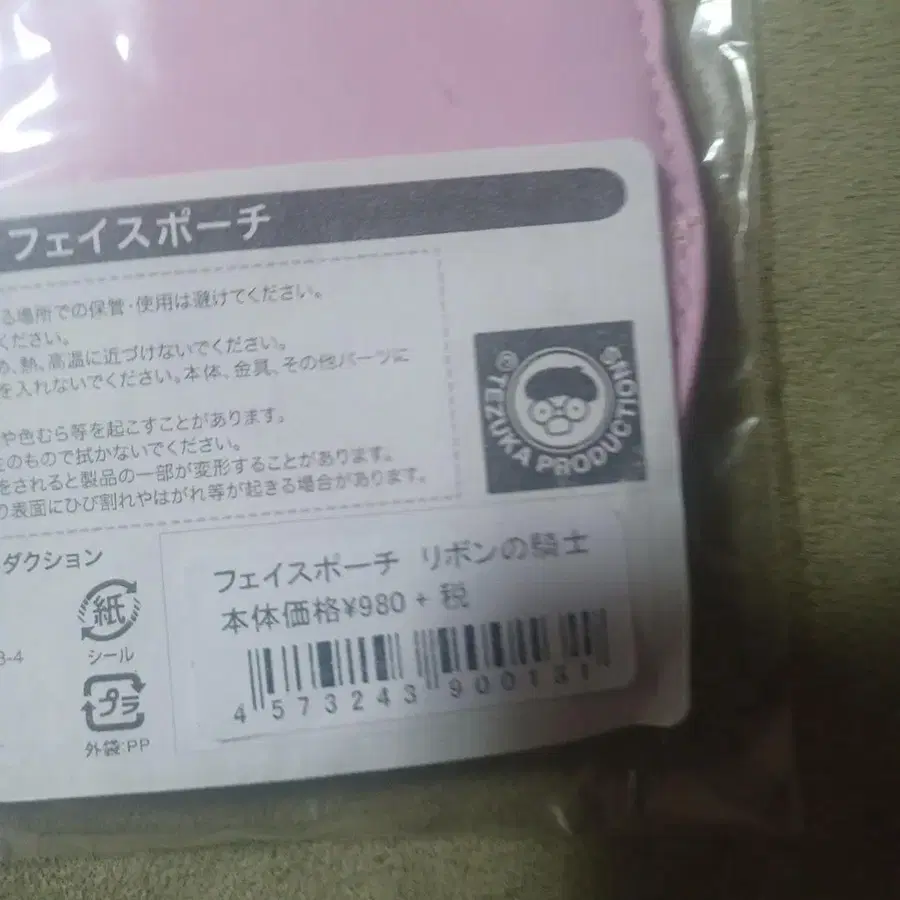 フェイスポーチ
る場所での保管・使用は避けてください。
ください。
め、熱、高温に近づけないでください。
を入れないでください。本体、金具、その他パーツに
や色むら等を起こすことがあります。
のもので拭かないでください。
をされると製品の一部が変形することがあります。
り表面にひび割れやはがれ等が起きる場合があります。
© TEZUKA PRODUCTIONS
ダクション
紙
シール
3-4
プラ
外袋:PP
フェイスポーチ リボンの騎士
本体価格¥980 + 税
4 573243 900131